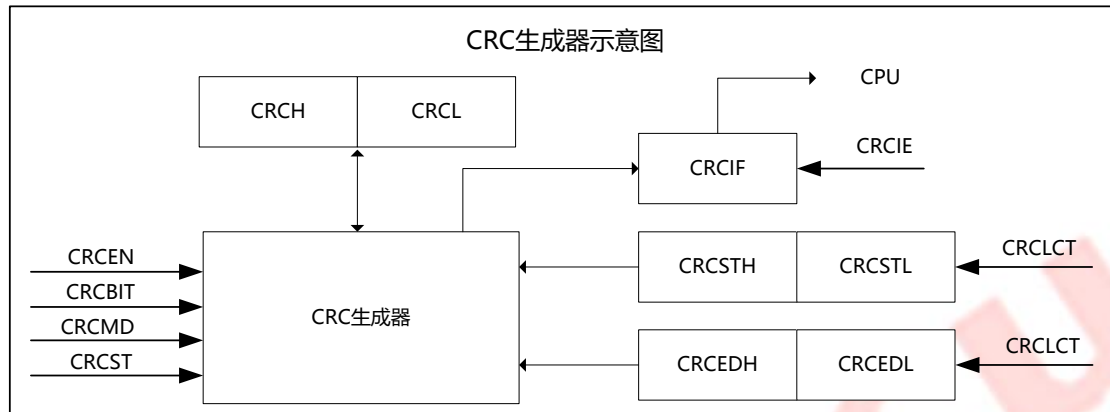 CRC生成器示意图
CPU
CRCH CRCL
CRCIF
CRCIE
CRCEN
CRCBIT
CRCMD
CRCST
CRC生成器
CRCSTH CRCSTL
CRCLCT
CRCEDH CRCEDL
CRCLCT